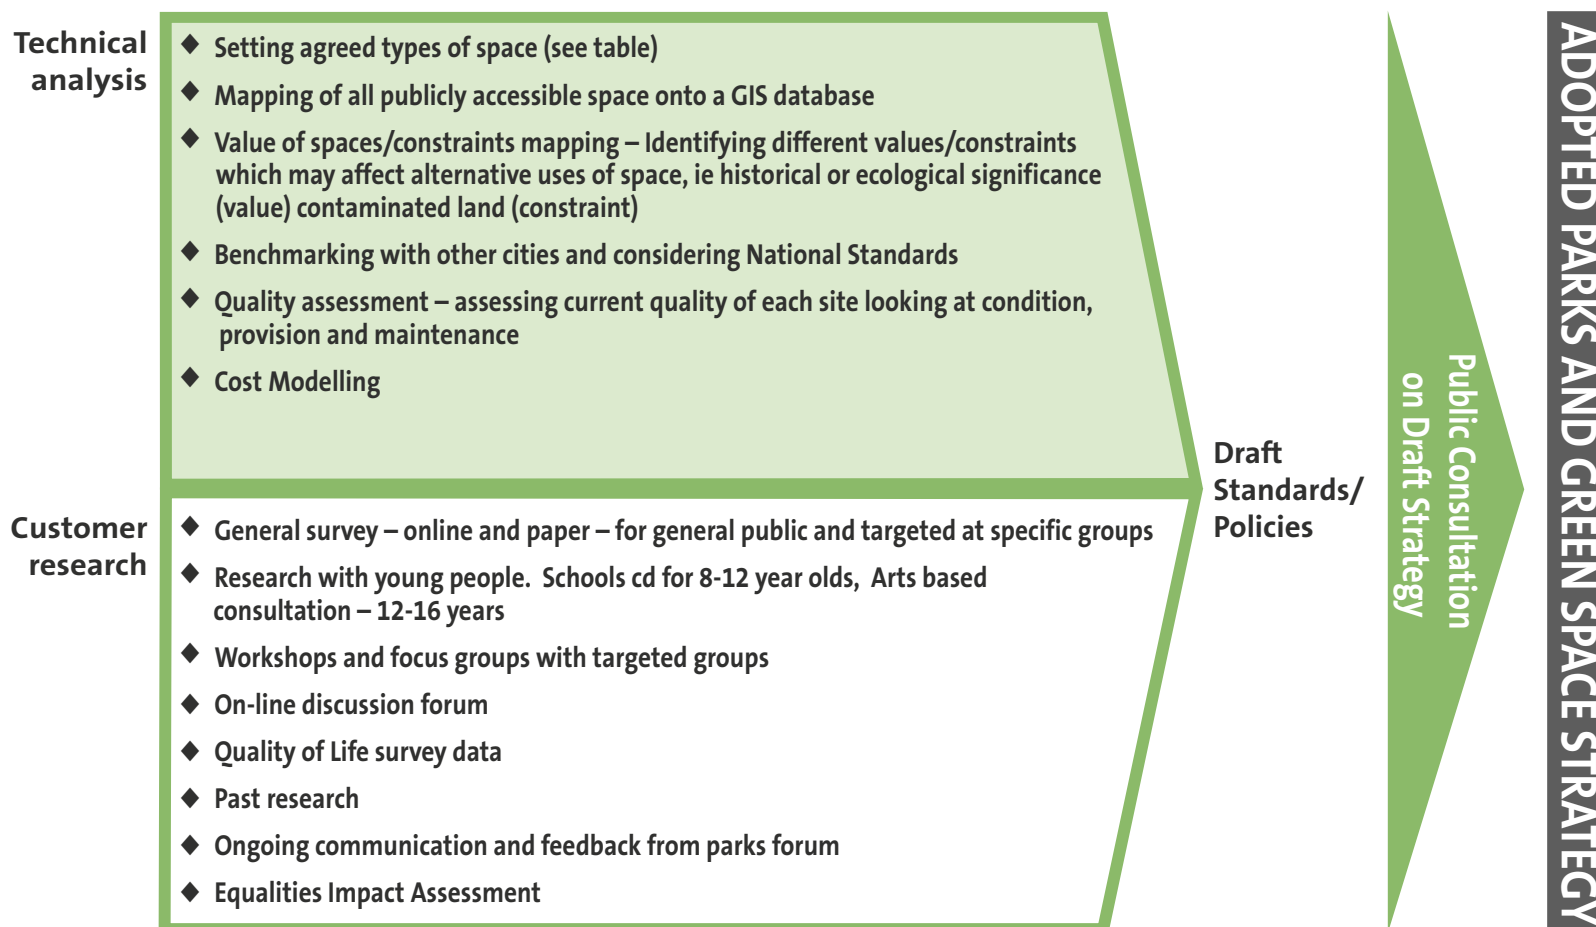 Technical
analysis
◆ Setting agreed types of space (see table)
◆ Mapping of all publicly accessible space onto a GIS database
◆ Value of spaces/constraints mapping – Identifying different values/constraints
which may affect alternative uses of space, ie historical or ecological significance
(value) contaminated land (constraint)
◆ Benchmarking with other cities and considering National Standards
◆ Quality assessment – assessing current quality of each site looking at condition,
provision and maintenance
◆ Cost Modelling
Customer
research
◆ General survey – online and paper – for general public and targeted at specific groups
◆ Research with young people.  Schools cd for 8-12 year olds,  Arts based
consultation – 12-16 years
◆ Workshops and focus groups with targeted groups
◆ On-line discussion forum
◆ Quality of Life survey data
◆ Past research
◆ Ongoing communication and feedback from parks forum
◆ Equalities Impact Assessment
Draft
Standards/
Policies
Public Consultation
on Draft Strategy
ADOPTED PARKS AND GREEN SPACE STRATEGY